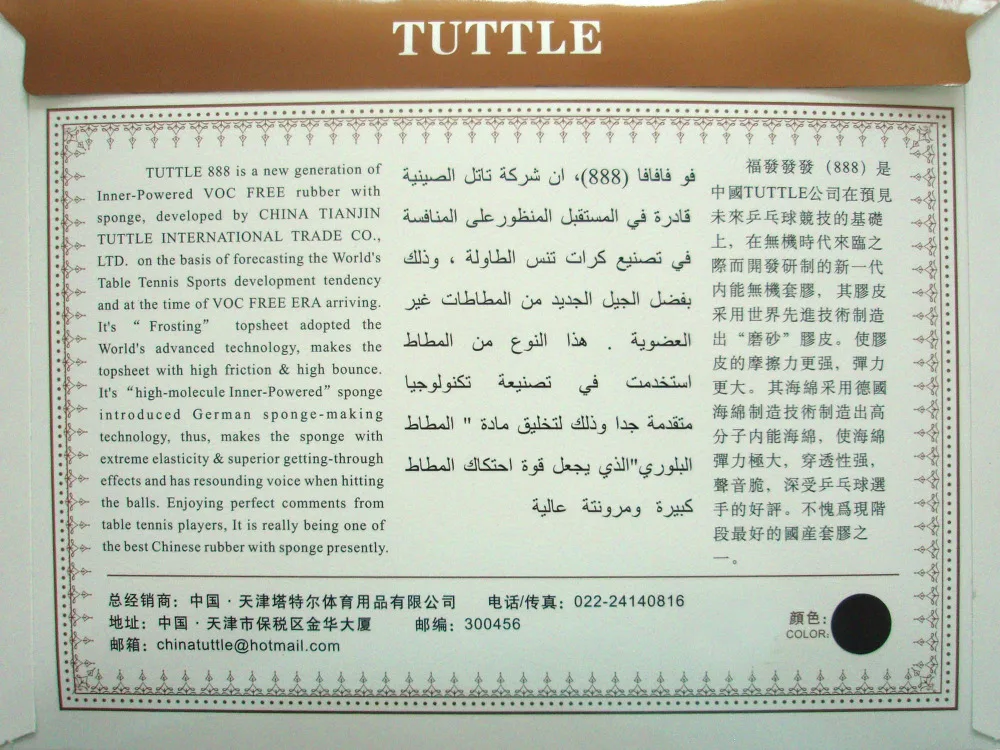 TUTTLE
TUTTLE 888 is a new generation of
Inner-Powered VOC FREE rubber with
sponge, developed by CHINA TIANJIN
TUTTLE INTERNATIONAL TRADE CO.,
LTD. on the basis of forecasting the World's
Table Tennis Sports development tendency
and at the time of VOC FREE ERA arriving.
It's “ Frosting” topsheet adopted the
World's advanced technology, makes the
topsheet with high friction & high bounce.
It's “high-molecule Inner-Powered” sponge
introduced German sponge-making
technology, thus, makes the sponge with
extreme elasticity & superior getting-through
effects and has resounding voice when hitting
the balls. Enjoying perfect comments from
table tennis players, It is really being one of
the best Chinese rubber with sponge presently.
فو فافافا (888)، ان شركة تاتل الصينية
قادرة في المستقبل المنظورعلى المنافسة
في تصنيع كرات تنس الطاولة ، وذلك
بفضل الجيل الجديد من المطاطات غير
العضوية . هذا النوع من المطاط
استخدمت في تصنيعة تكنولوجيا
متقدمة جدا وذلك لتخليق مادة " المطاط
البلوري"الذي يجعل قوة احتكاك المطاط
كبيرة ومرونتة عالية
福發發發（888）是
中國TUTTLE公司在預見
未來乒乓球競技的基礎
上，在無機時代來臨之
際而開發研制的新一代
内能無機套膠，其膠皮
采用世界先進技術制造
出“磨砂”膠皮。使膠
皮的摩擦力更强，彈力
更大。其海綿采用德國
海綿制造技術制造出高
分子内能海綿，使海綿
彈力極大，穿透性强，
聲音脆，深受乒乓球選
手的好評。不愧爲現階
段最好的國産套膠之
一。
总经销商：中国·天津塔特尔体育用品有限公司 电话/传真：022-24140816
地址：中国·天津市保税区金华大厦 邮编：300456
邮箱：chinatuttle@hotmail.com
顔色：
COLOR: